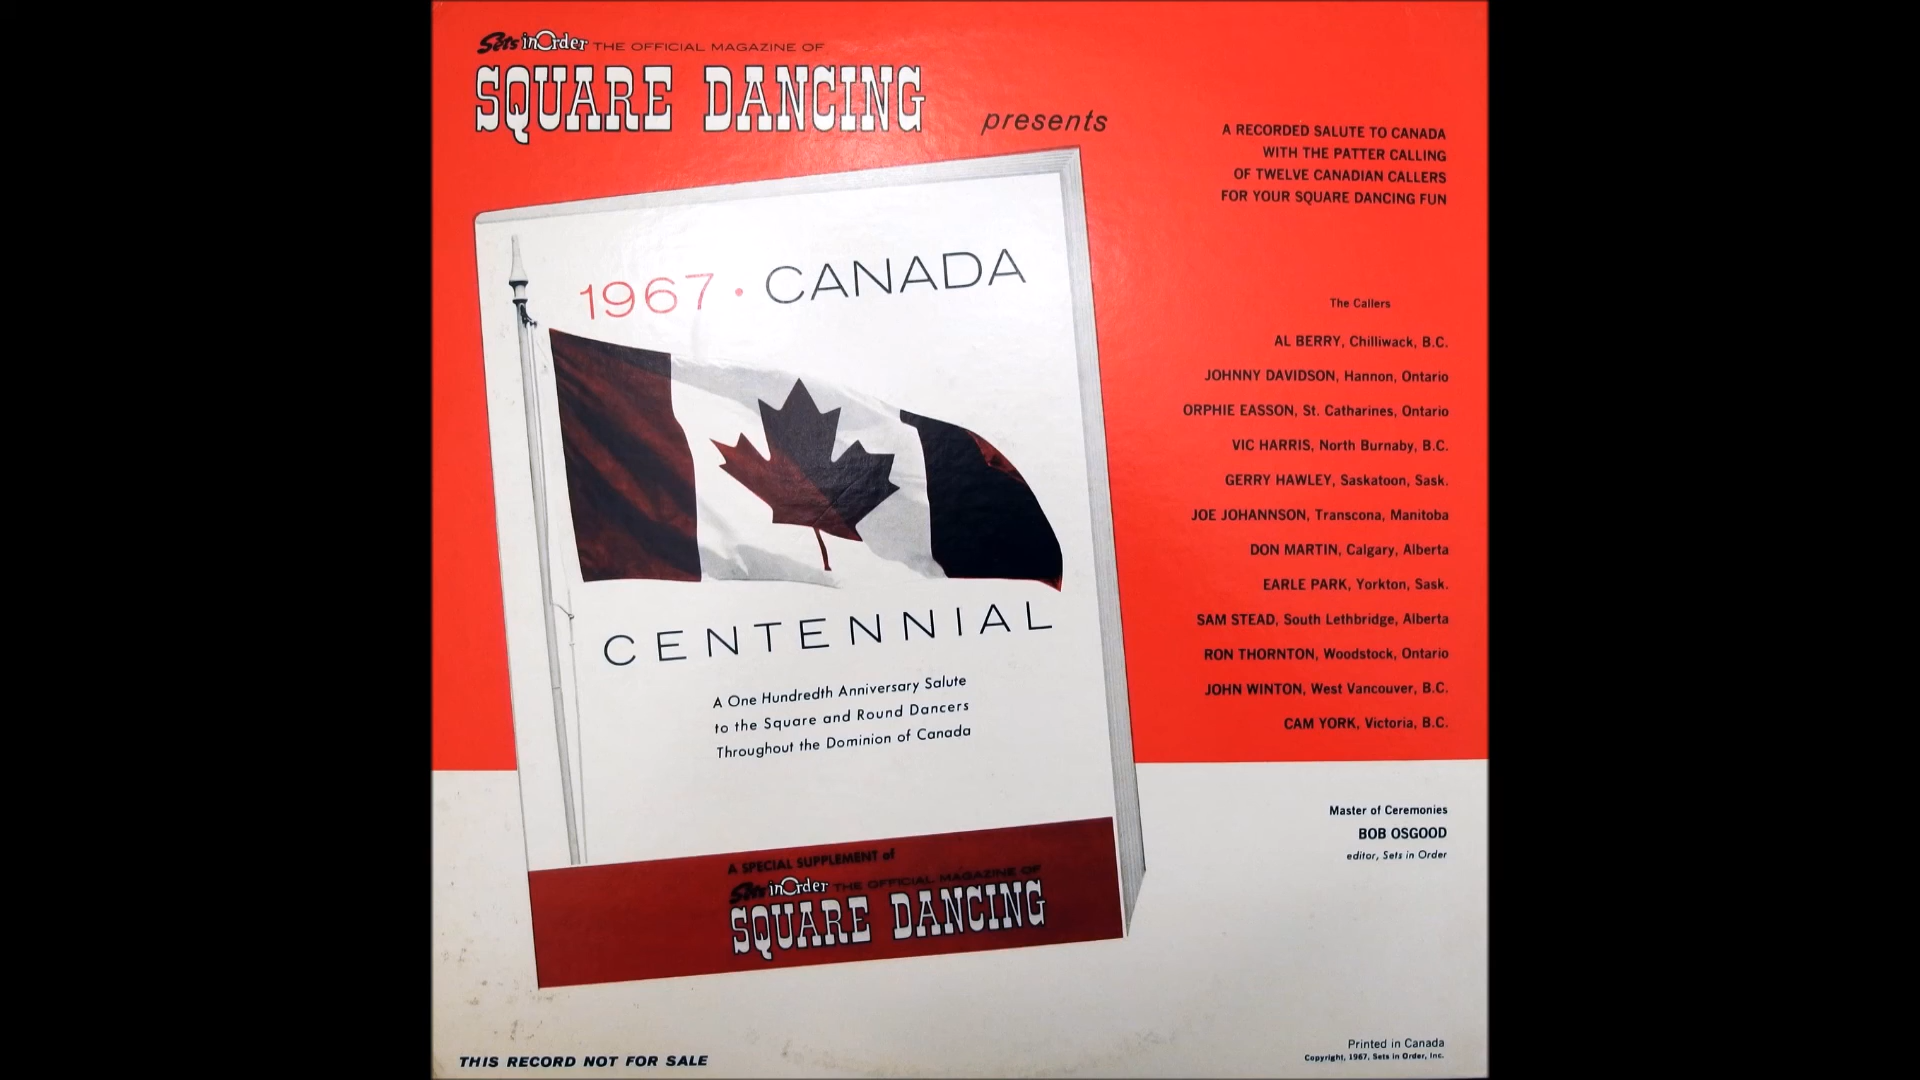 Sets in Order THE OFFICIAL MAGAZINE OF
SQUARE DANCING
presents
A RECORDED SALUTE TO CANADA
WITH THE PATTER CALLING
OF TWELVE CANADIAN CALLERS
FOR YOUR SQUARE DANCING FUN
1967 · CANADA
CENTENNIAL
A One Hundredth Anniversary Salute
to the Square and Round Dancers
Throughout the Dominion of Canada
A SPECIAL SUPPLEMENT of
Sets in Order THE OFFICIAL MAGAZINE OF
SQUARE DANCING
The Callers
AL BERRY, Chilliwack, B.C.
JOHNNY DAVIDSON, Hannon, Ontario
ORPHIE EASSON, St. Catharines, Ontario
VIC HARRIS, North Burnaby, B.C.
GERRY HAWLEY, Saskatoon, Sask.
JOE JOHANNSON, Transcona, Manitoba
DON MARTIN, Calgary, Alberta
EARLE PARK, Yorkton, Sask.
SAM STEAD, South Lethbridge, Alberta
RON THORNTON, Woodstock, Ontario
JOHN WINTON, West Vancouver, B.C.
CAM YORK, Victoria, B.C.
Master of Ceremonies
BOB OSGOOD
editor, Sets in Order
THIS RECORD NOT FOR SALE
Printed in Canada
Copyright, 1967, Sets in Order, Inc.